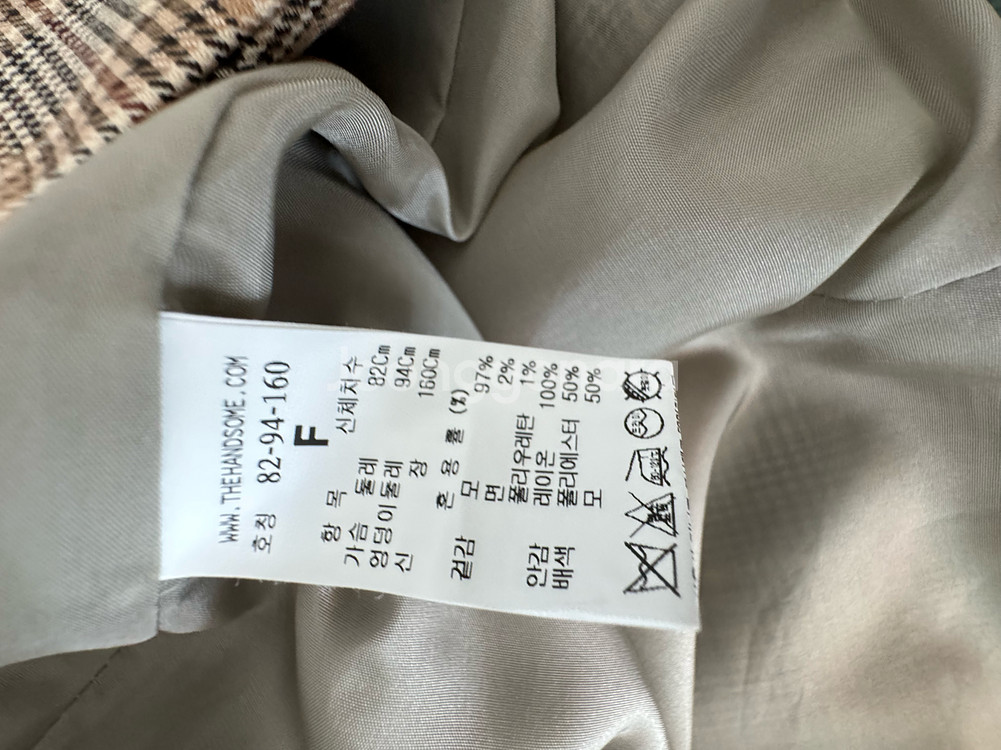 WWW.THEHANDSOME.COM
호칭 82-94-160
F
항 목 신체치수
가슴 둘레 82Cm
엉덩이둘레 94Cm
신 장 160Cm
혼 용 률 (%)
겉감 모 97%
면 2%
폴리우레탄 1%
안감 레이온 100%
배색 폴리에스터 50%
모 50%